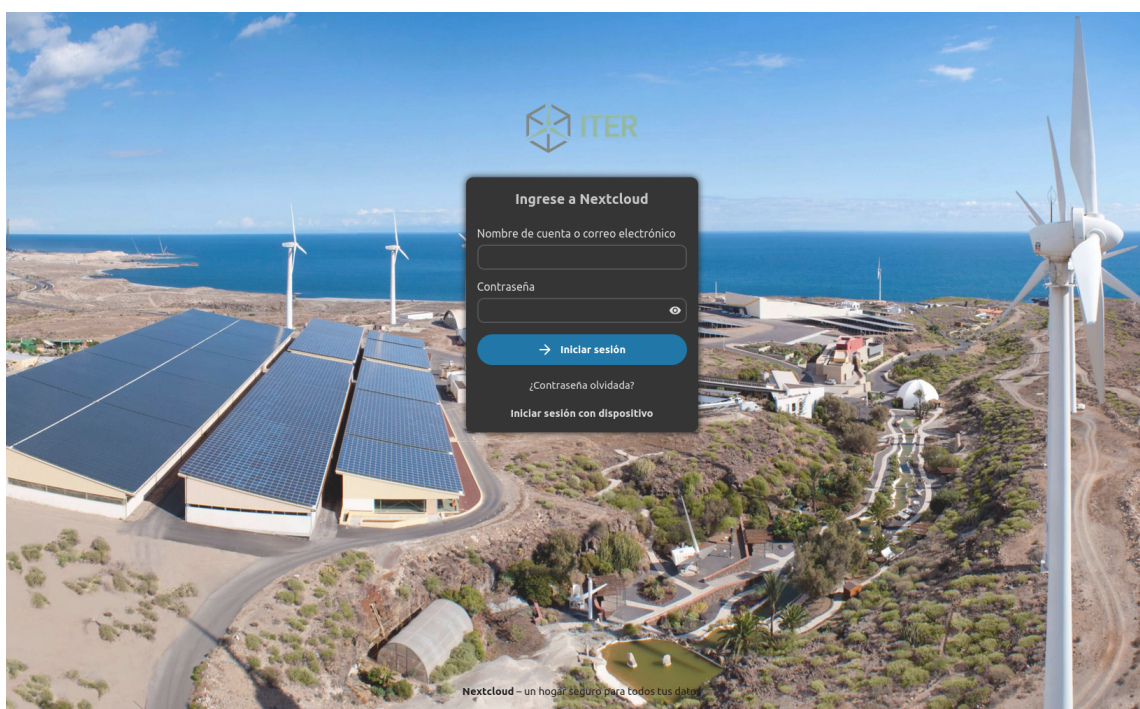 ITER
Ingrese a Nextcloud
Nombre de cuenta o correo electrónico
Contraseña
Iniciar sesión
¿Contraseña olvidada?
Iniciar sesión con dispositivo
Nextcloud – un hogar seguro para todos tus datos